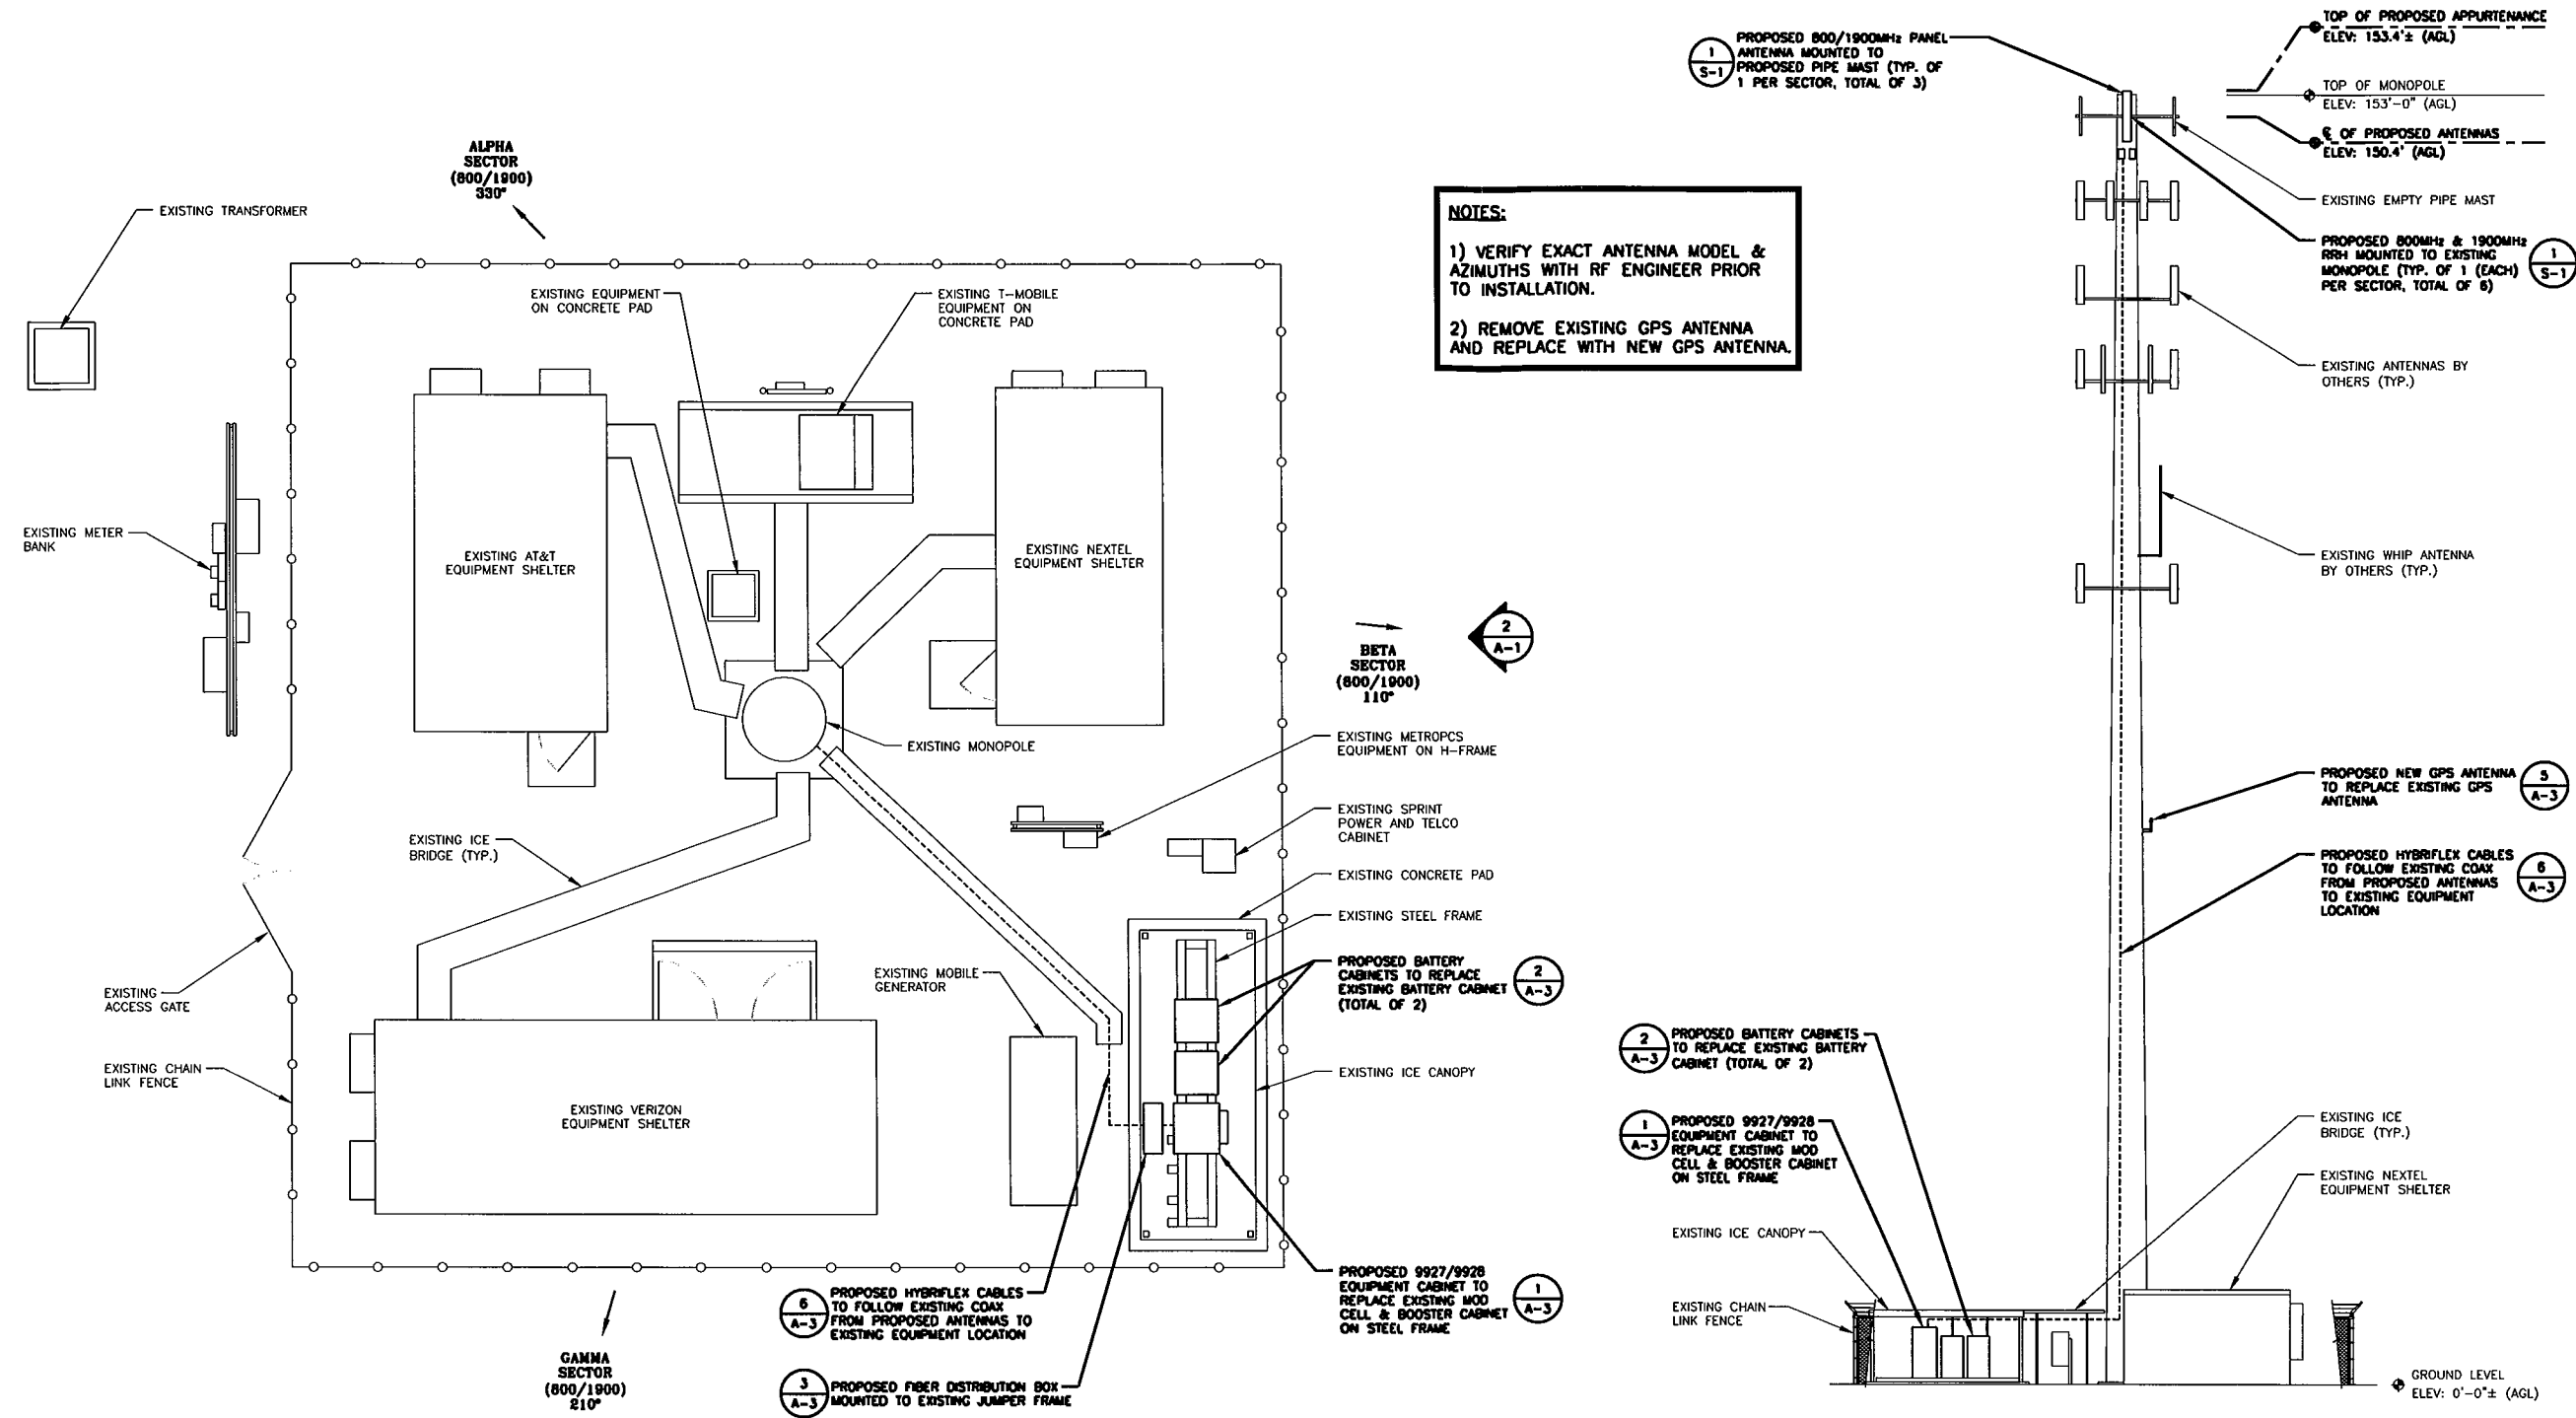 ALPHA
SECTOR
(800/1900)
330°
EXISTING TRANSFORMER
EXISTING EQUIPMENT
ON CONCRETE PAD
EXISTING T-MOBILE
EQUIPMENT ON
CONCRETE PAD
EXISTING METER
BANK
EXISTING AT&T
EQUIPMENT SHELTER
EXISTING NEXTEL
EQUIPMENT SHELTER
BETA
SECTOR
(800/1900)
110°
2
A-1
EXISTING MONOPOLE
EXISTING METROPCS
EQUIPMENT ON H-FRAME
EXISTING SPRINT
POWER AND TELCO
CABINET
EXISTING ICE
BRIDGE (TYP.)
EXISTING CONCRETE PAD
EXISTING STEEL FRAME
EXISTING MOBILE
GENERATOR
PROPOSED BATTERY
CABINETS TO REPLACE
EXISTING BATTERY CABINET
(TOTAL OF 2)
2
A-3
EXISTING
ACCESS GATE
EXISTING CHAIN
LINK FENCE
EXISTING ICE CANOPY
EXISTING VERIZON
EQUIPMENT SHELTER
6
A-3
PROPOSED HYBRIFLEX CABLES
TO FOLLOW EXISTING COAX
FROM PROPOSED ANTENNAS TO
EXISTING EQUIPMENT LOCATION
PROPOSED 9927/9928
EQUIPMENT CABINET TO
REPLACE EXISTING MOD
CELL & BOOSTER CABINET
ON STEEL FRAME
1
A-3
GAMMA
SECTOR
(800/1900)
210°
3
A-3
PROPOSED FIBER DISTRIBUTION BOX
MOUNTED TO EXISTING JUMPER FRAME
NOTES:
1) VERIFY EXACT ANTENNA MODEL &
AZIMUTHS WITH RF ENGINEER PRIOR
TO INSTALLATION.
2) REMOVE EXISTING GPS ANTENNA
AND REPLACE WITH NEW GPS ANTENNA.
1
S-1
PROPOSED 800/1900MHz PANEL
ANTENNA MOUNTED TO
PROPOSED PIPE MAST (TYP. OF
1 PER SECTOR, TOTAL OF 3)
TOP OF PROPOSED APPURTENANCE
ELEV: 153.4'± (AGL)
TOP OF MONOPOLE
ELEV: 153'-0" (AGL)
℄ OF PROPOSED ANTENNAS
ELEV: 150.4' (AGL)
EXISTING EMPTY PIPE MAST
PROPOSED 800MHz & 1900MHz
RRH MOUNTED TO EXISTING
MONOPOLE (TYP. OF 1 (EACH)
PER SECTOR, TOTAL OF 6)
1
S-1
EXISTING ANTENNAS BY
OTHERS (TYP.)
EXISTING WHIP ANTENNA
BY OTHERS (TYP.)
PROPOSED NEW GPS ANTENNA
TO REPLACE EXISTING GPS
ANTENNA
5
A-3
PROPOSED HYBRIFLEX CABLES
TO FOLLOW EXISTING COAX
FROM PROPOSED ANTENNAS
TO EXISTING EQUIPMENT
LOCATION
6
A-3
2
A-3
PROPOSED BATTERY CABINETS
TO REPLACE EXISTING BATTERY
CABINET (TOTAL OF 2)
1
A-3
PROPOSED 9927/9928
EQUIPMENT CABINET TO
REPLACE EXISTING MOD
CELL & BOOSTER CABINET
ON STEEL FRAME
EXISTING ICE
BRIDGE (TYP.)
EXISTING NEXTEL
EQUIPMENT SHELTER
EXISTING ICE CANOPY
EXISTING CHAIN
LINK FENCE
GROUND LEVEL
ELEV: 0'-0"± (AGL)